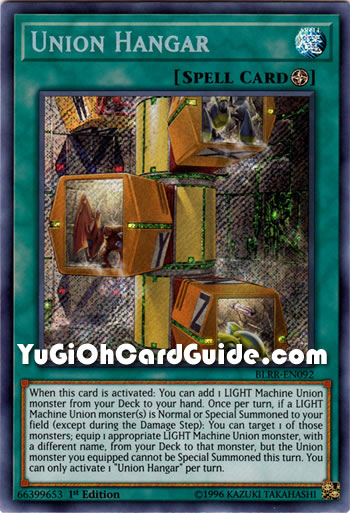 UNION HANGAR
[SPELL CARD]
Y
Z
YuGiOhCardGuide.com
BLRR-EN092
When this card is activated: You can add 1 LIGHT Machine Union
monster from your Deck to your hand. Once per turn, if a LIGHT
Machine Union monster(s) is Normal or Special Summoned to your
field (except during the Damage Step): You can target 1 of those
monsters; equip 1 appropriate LIGHT Machine Union monster, with
a different name, from your Deck to that monster, but the Union
monster you equipped cannot be Special Summoned this turn. You
can only activate 1 "Union Hangar" per turn.
66399653 1st Edition ©1996 KAZUKI TAKAHASHI